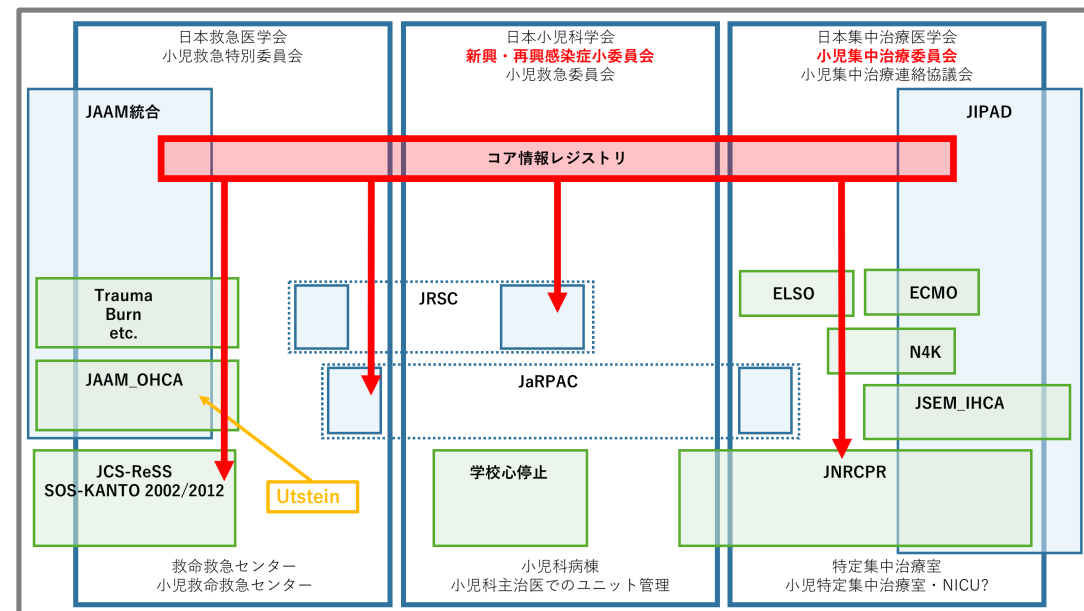 日本救急医学会
小児救急特別委員会
日本小児科学会
新興・再興感染症小委員会
小児救急委員会
日本集中治療医学会
小児集中治療委員会
小児集中治療連絡協議会
JAAM統合
JIPAD
コア情報レジストリ
Trauma
Burn
etc.
JRSC
ELSO
ECMO
N4K
JAAM_OHCA
JaRPAC
JSEM_IHCA
JCS-ReSS
SOS-KANTO 2002/2012
Utstein
学校心停止
JNRCPR
救命救急センター
小児救命救急センター
小児科病棟
小児科主治医でのユニット管理
特定集中治療室
小児特定集中治療室・NICU?